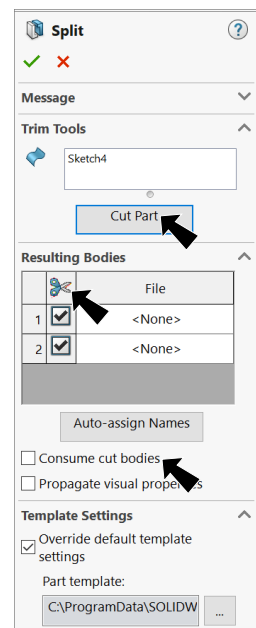 Split
?
Message
Trim Tools
Sketch4
Cut Part
Resulting Bodies
File
1 <None>
2 <None>
Auto-assign Names
Consume cut bodies
Propagate visual properties
Template Settings
Override default template
settings
Part template:
C:\ProgramData\SOLIDW ...